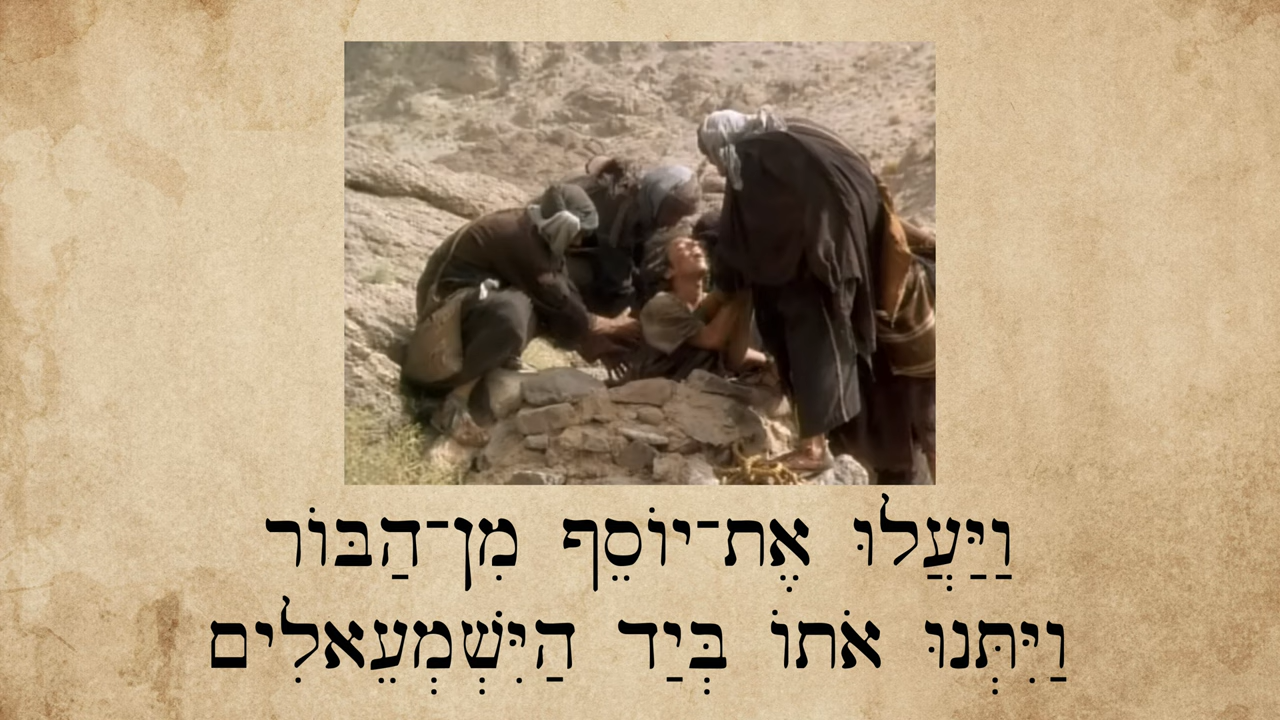 וַיַּעֲלוּ אֶת־יוֹסֵף מִן־הַבּוֹר
וַיִּתְּנוּ אֹתוֹ בְּיַד הַיִּשְׁמְעֵאלִים